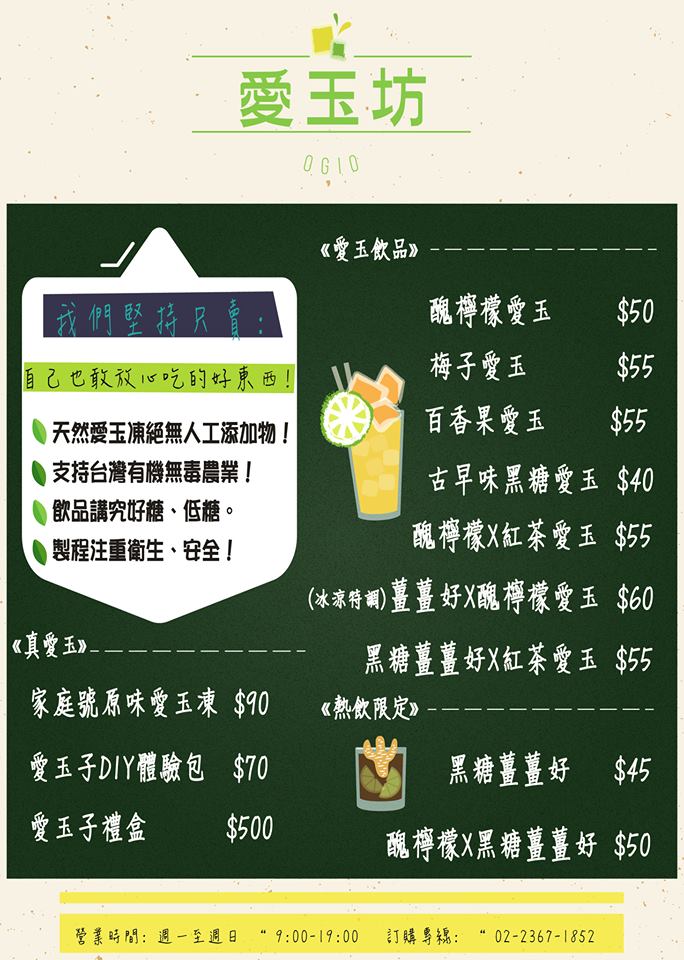 愛玉坊
OGIO
我們堅持只賣：
自己也敢放心吃的好東西！
天然愛玉凍絕無人工添加物！
支持台灣有機無毒農業！
飲品講究好糖、低糖。
製程注重衛生、安全！
《真愛玉》
家庭號原味愛玉凍 $90
愛玉子DIY體驗包 $70
愛玉子禮盒 $500
《愛玉飲品》
醜檸檬愛玉 $50
梅子愛玉 $55
百香果愛玉 $55
古早味黑糖愛玉 $40
醜檸檬X紅茶愛玉 $55
(冰涼特調)薑薑好X醜檸檬愛玉 $60
黑糖薑薑好X紅茶愛玉 $55
《熱飲限定》
黑糖薑薑好 $45
醜檸檬X黑糖薑薑好 $50
營業時間：週一至週日 “9:00-19:00 訂購專線：“02-2367-1852